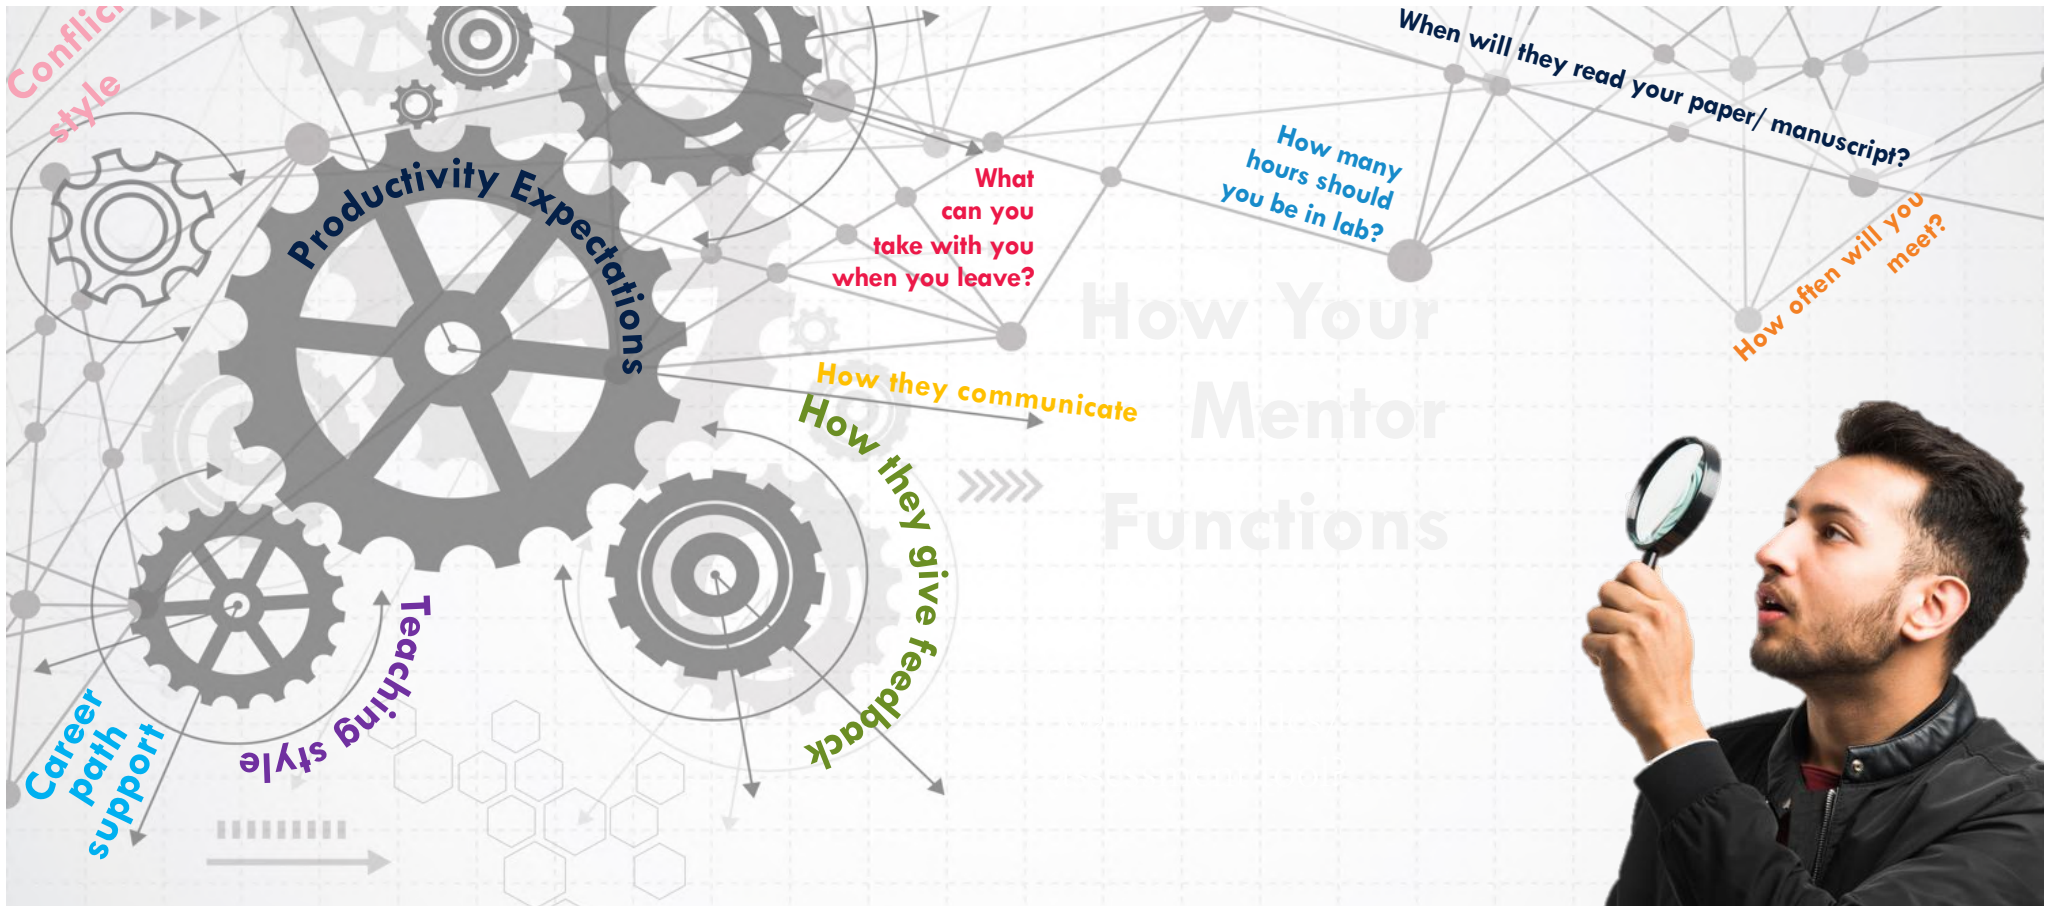 Conflict
style
Productivity Expectations
What
can you
take with you
when you leave?
How many
hours should
you be in lab?
When will they read your paper/ manuscript?
How often will you
meet?
How they communicate
How they give feedback
Teaching style
Career
path
support
How Your
Mentor
Functions